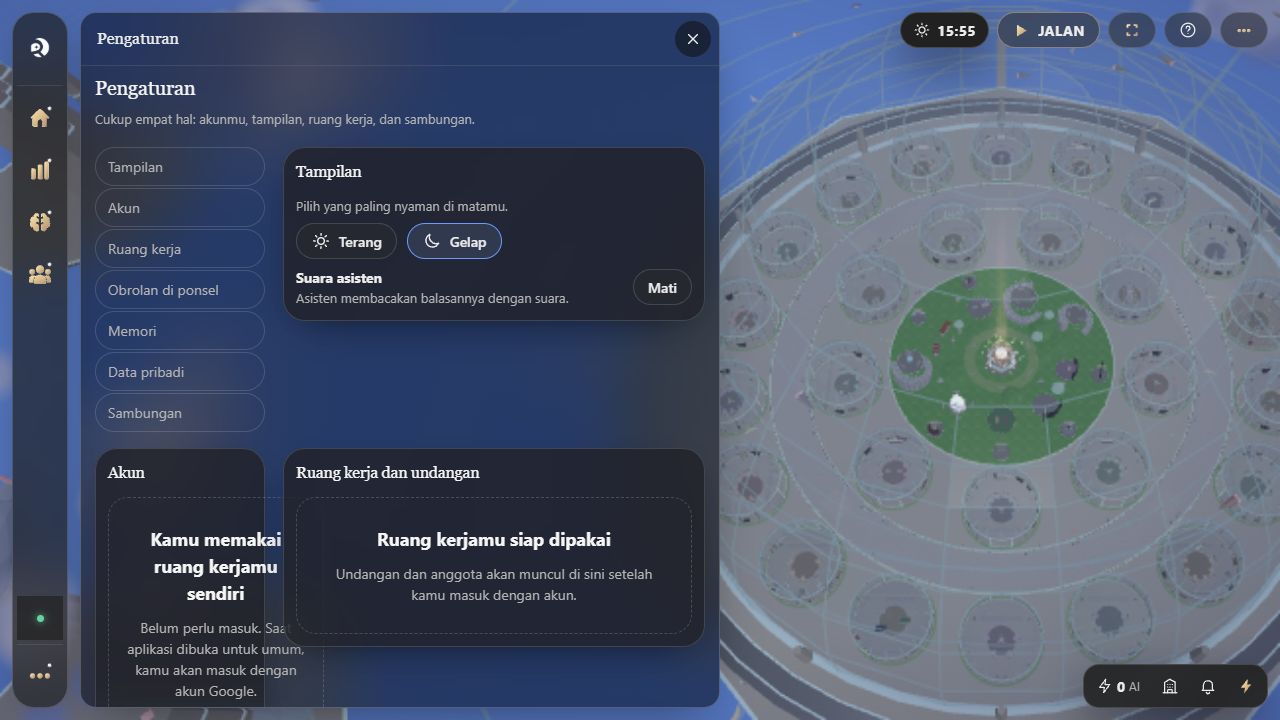 Pengaturan
15:55
JALAN
Pengaturan
Cukup empat hal: akunmu, tampilan, ruang kerja, dan sambungan.
Tampilan
Akun
Ruang kerja
Obrolan di ponsel
Memori
Data pribadi
Sambungan
Tampilan
Pilih yang paling nyaman di matamu.
Terang
Gelap
Suara asisten
Asisten membacakan balasannya dengan suara.
Mati
Akun
Kamu memakai
ruang kerjamu
sendiri
Belum perlu masuk. Saat
aplikasi dibuka untuk umum,
kamu akan masuk dengan
akun Google.
Ruang kerja dan undangan
Ruang kerjamu siap dipakai
Undangan dan anggota akan muncul di sini setelah
kamu masuk dengan akun.
0 AI